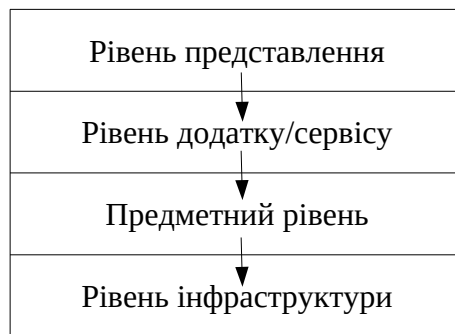 Рівень представлення
Рівень додатку/сервісу
Предметний рівень
Рівень інфраструктури